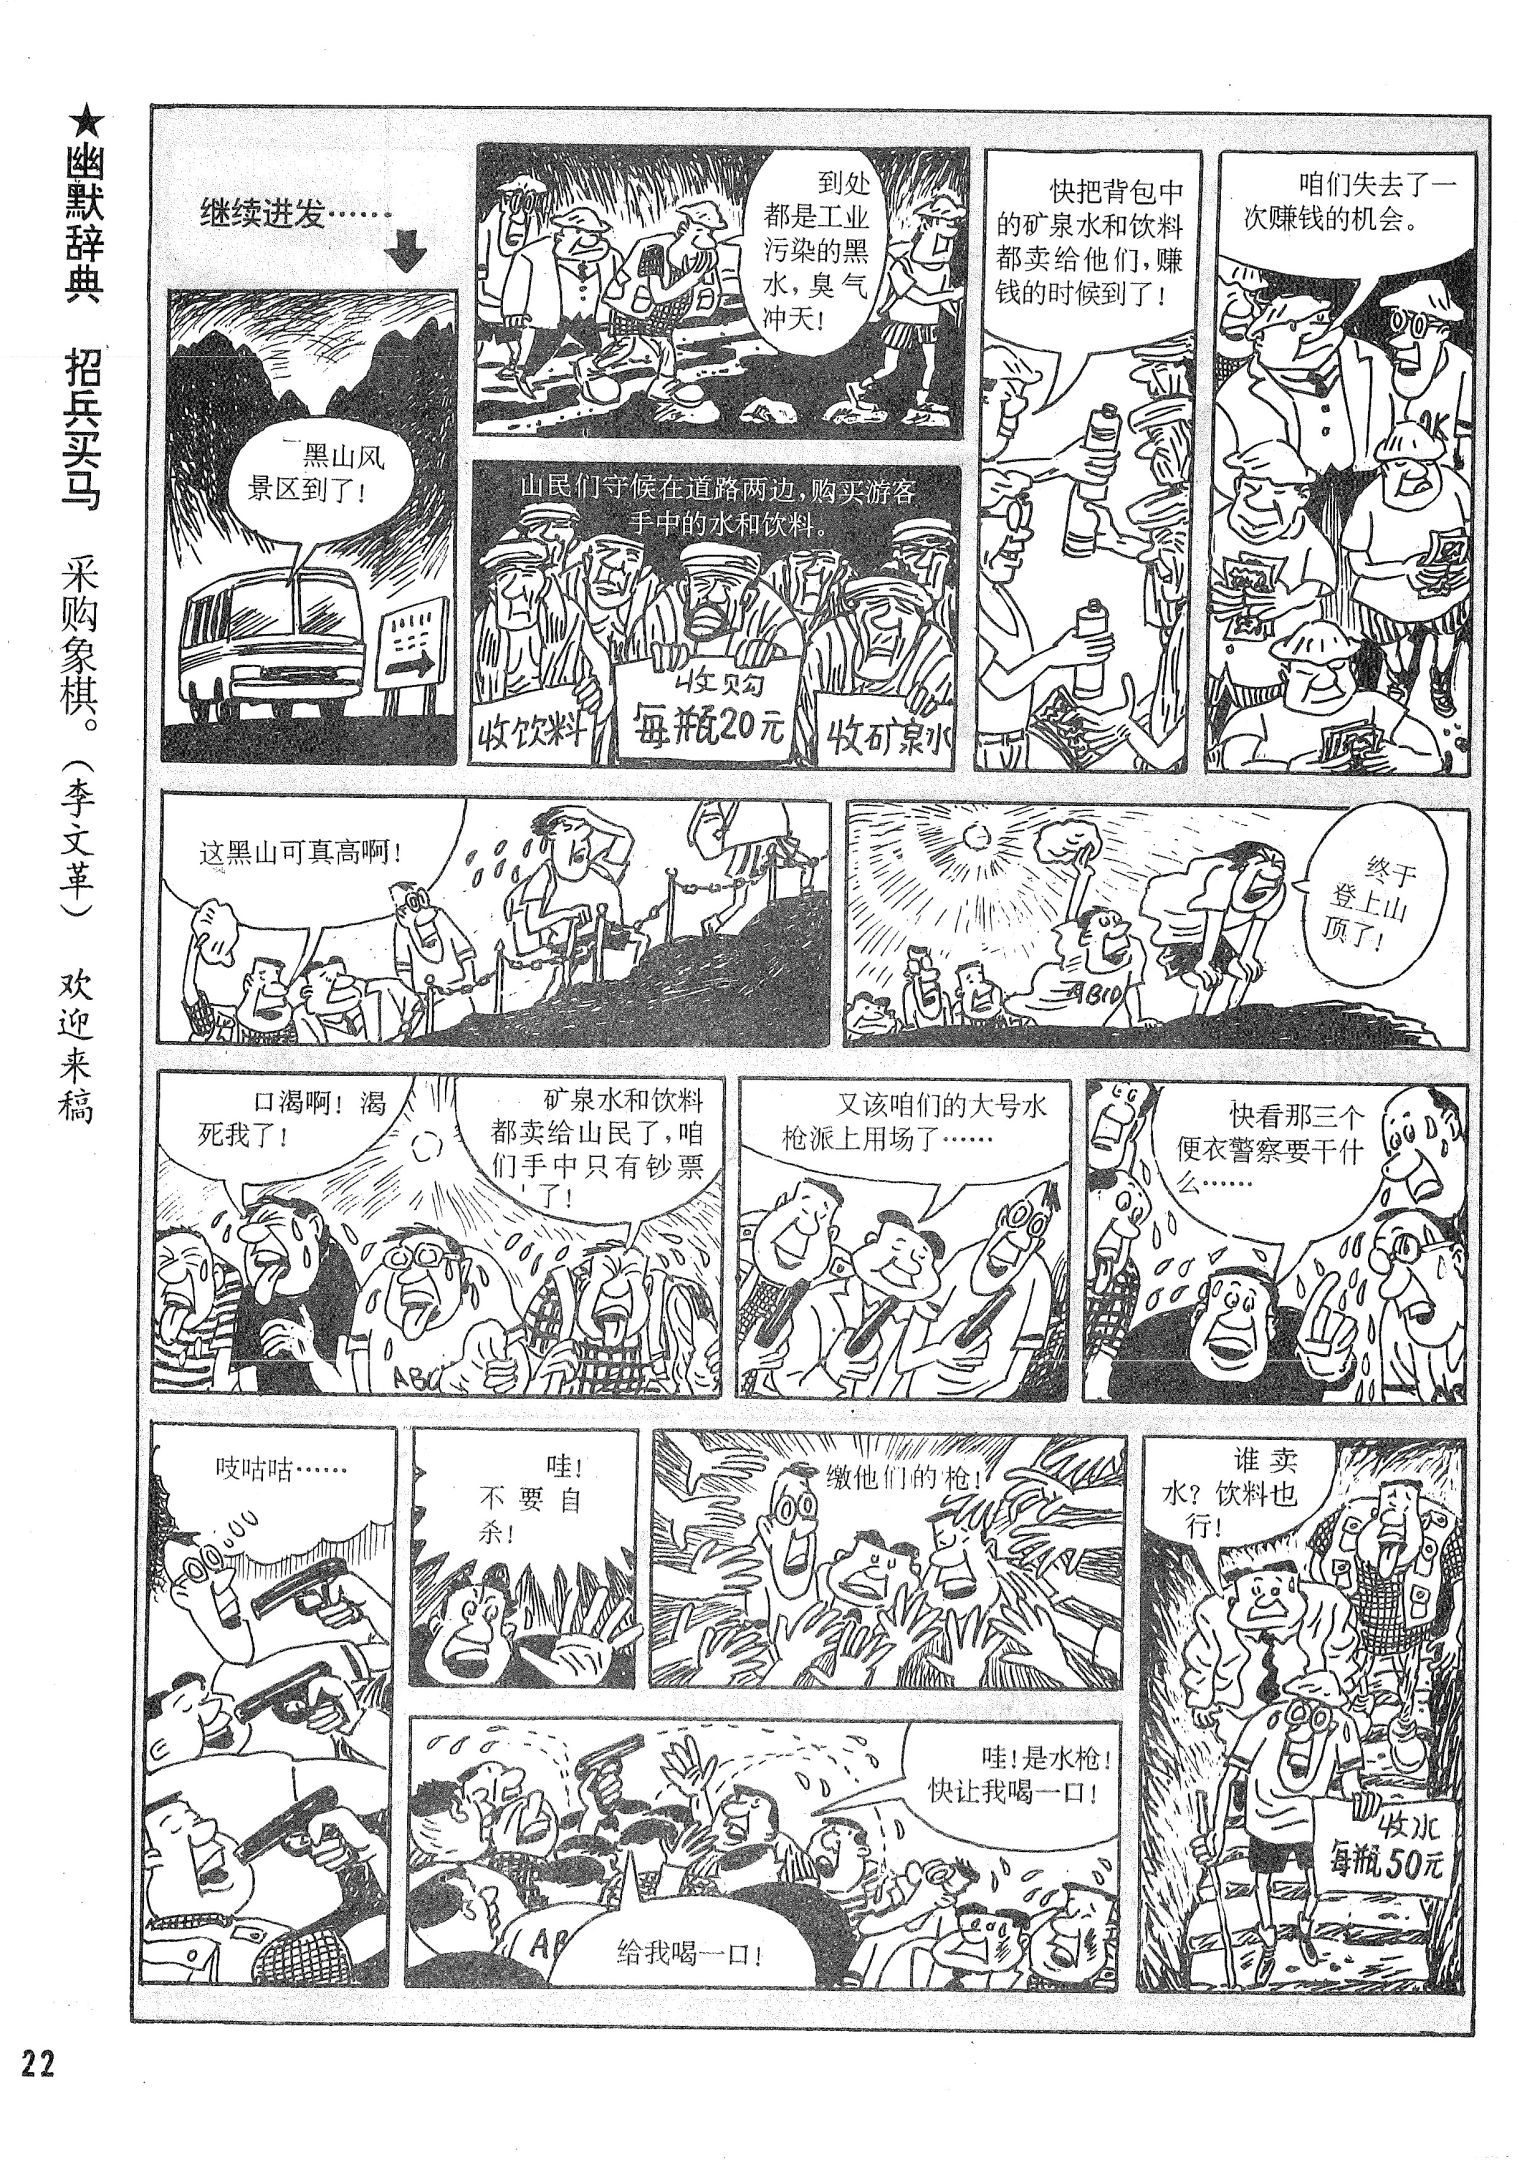 ★幽默辞典　招兵买马　采购象棋。（李文革）　欢迎来稿
继续进发……
黑山风
景区到了！
到处
都是工业
污染的黑
水，臭气
冲天！
山民们守候在道路两边，购买游客
手中的水和饮料。
收饮料
收购
每瓶20元
收矿泉水
快把背包中
的矿泉水和饮料
都卖给他们，赚
钱的时候到了！
咱们失去了一
次赚钱的机会。
OK
这黑山可真高啊！
终于
登上山
顶了！
ABID
口渴啊！渴
死我了！
矿泉水和饮料
都卖给山民了，咱
们手中只有钞票
了！
ABC
又该咱们的大号水
枪派上用场了……
快看那三个
便衣警察要干什
么……
吱咕咕……
哇！
不要自
杀！
缴他们的枪！
哇！是水枪！
快让我喝一口！
给我喝一口！
AB
谁卖
水？饮料也
行！
收水
每瓶50元
22